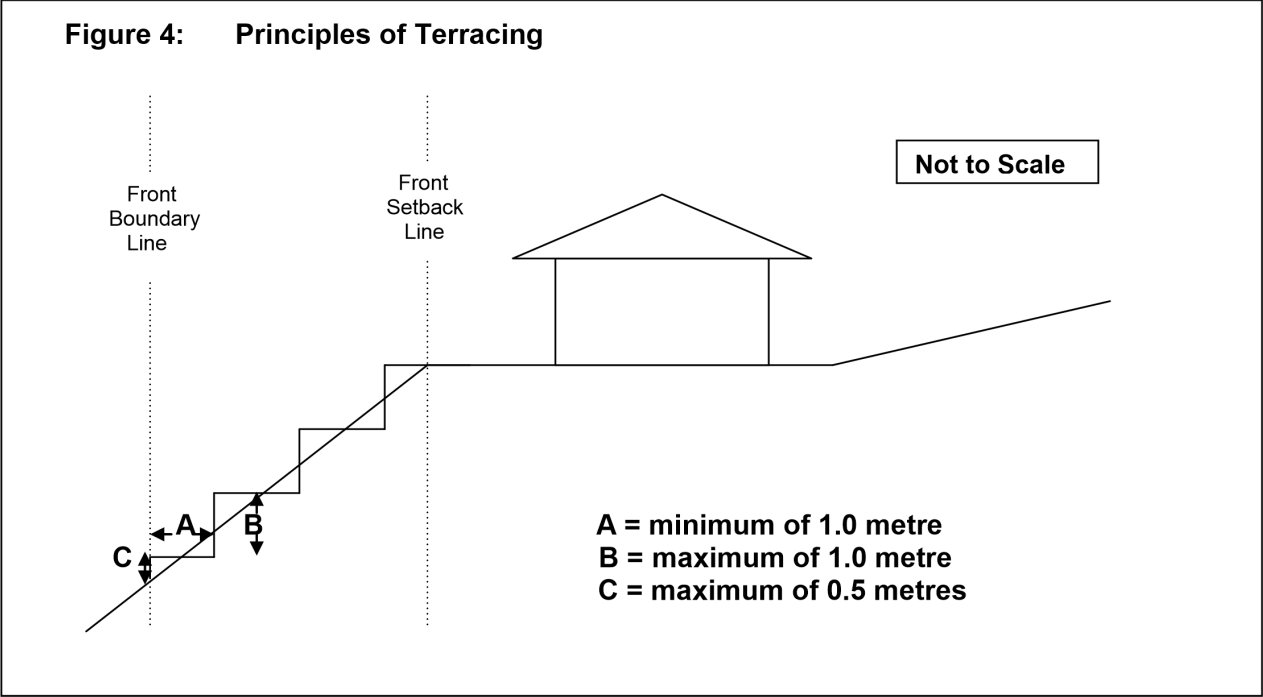 Figure 4: Principles of Terracing
Not to Scale
Front
Boundary
Line
Front
Setback
Line
A
B
C
A = minimum of 1.0 metre
B = maximum of 1.0 metre
C = maximum of 0.5 metres